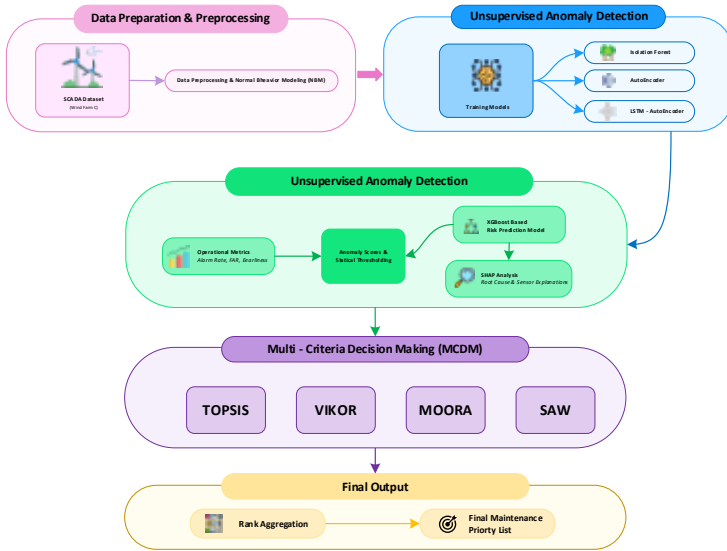 Data Preparation & Preprocessing
SCADA Dataset
(Wind Farm C)
Data Preprocessing & Normal Bheavior Modeling (NBM)
Unsupervised Anomaly Detection
Training Models
Isolation Forest
AutoEncoder
LSTM - AutoEncoder
Unsupervised Anomaly Detection
Operational Metrics
Alarm Rate, FAR, Eearliness
Anomaly Scores &
Statical Thresholding
XGBoost Based
Risk Prediction Model
SHAP Analysis
Root Cause & Sensor Explanations
Multi - Criteria Decision Making (MCDM)
TOPSIS
VIKOR
MOORA
SAW
Final Output
Rank Aggregation
Final Maintenance
Priorty List